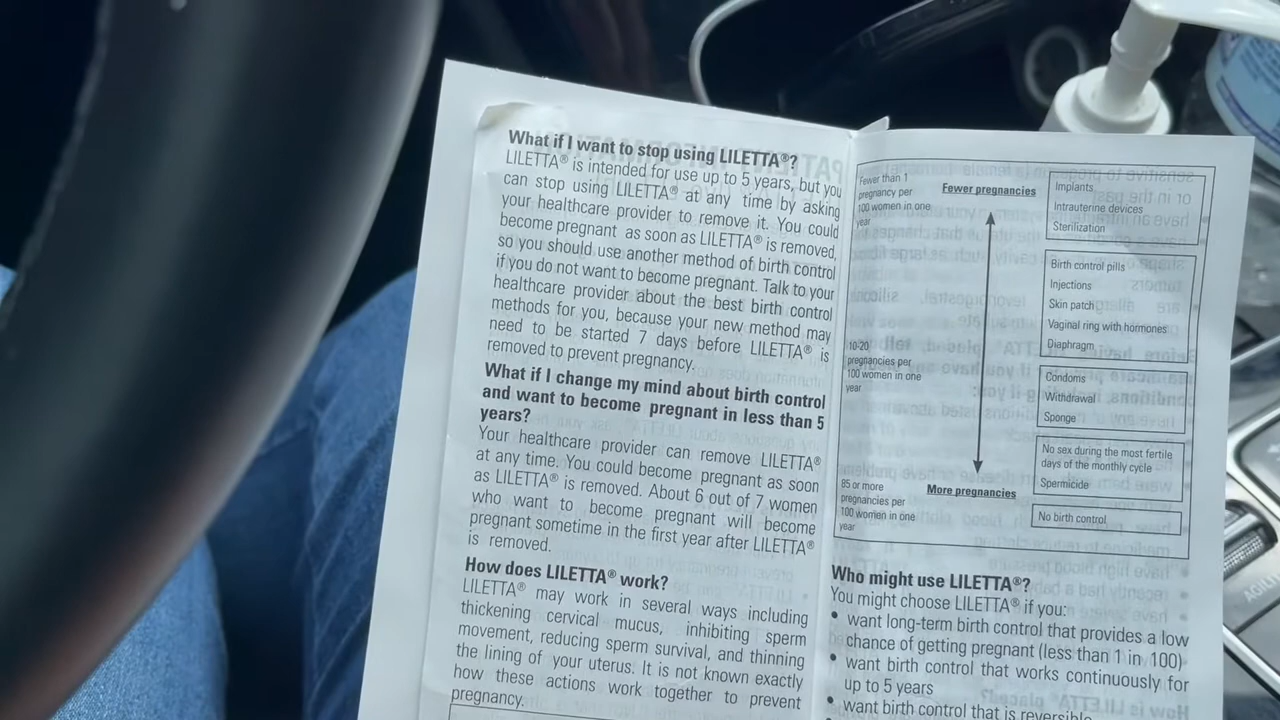 What if I want to stop using LILETTA®?
LILETTA® is intended for use up to 5 years, but you
can stop using LILETTA® at any time by asking
your healthcare provider to remove it. You could
become pregnant as soon as LILETTA® is removed,
so you should use another method of birth control
if you do not want to become pregnant. Talk to your
healthcare provider about the best birth control
methods for you, because your new method may
need to be started 7 days before LILETTA® is
removed to prevent pregnancy.
What if I change my mind about birth control
and want to become pregnant in less than 5
years?
Your healthcare provider can remove LILETTA®
at any time. You could become pregnant as soon
as LILETTA® is removed. About 6 out of 7 women
who want to become pregnant will become
pregnant sometime in the first year after LILETTA®
is removed.
How does LILETTA® work?
LILETTA® may work in several ways including
thickening cervical mucus, inhibiting sperm
movement, reducing sperm survival, and thinning
the lining of your uterus. It is not known exactly
how these actions work together to prevent
pregnancy.
Fewer than 1
pregnancy per
100 women in one
year
10-20
pregnancies per
100 women in one
year
85 or more
pregnancies per
100 women in one
year
Fewer pregnancies
More pregnancies
Implants
Intrauterine devices
Sterilization
Birth control pills
Injections
Skin patch
Vaginal ring with hormones
Diaphragm
Condoms
Withdrawal
Sponge
No sex during the most fertile
days of the monthly cycle
Spermicide
No birth control
Who might use LILETTA®?
You might choose LILETTA® if you:
• want long-term birth control that provides a low
chance of getting pregnant (less than 1 in 100)
• want birth control that works continuously for
up to 5 years
• want birth control that is reversible